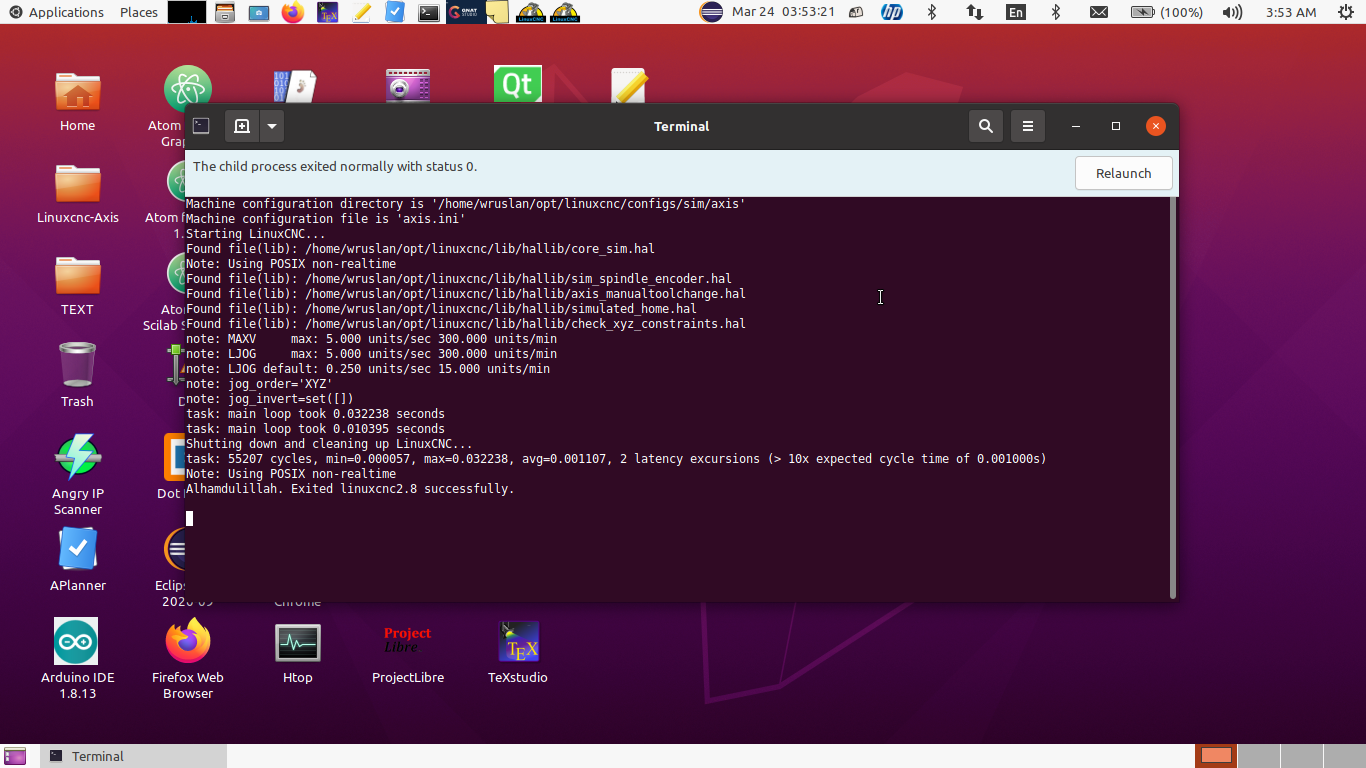 Applications Places GNAT STUDIO LinuxCNC LinuxCNC Mar 24 03:53:21 hp En (100%) 3:53 AM
Home
Atom
Grap
Qt
Linuxcnc-Axis
Atom f
1.
TEXT
Ato
Scilab S
Trash
D
Angry IP
Scanner
Dot
APlanner
Eclips
2020-09
Chrome
Arduino IDE
1.8.13
Firefox Web
Browser
Htop
Project
Libre
ProjectLibre
TEX
TeXstudio
Terminal
The child process exited normally with status 0.
Relaunch
Machine configuration directory is '/home/wruslan/opt/linuxcnc/configs/sim/axis'
Machine configuration file is 'axis.ini'
Starting LinuxCNC...
Found file(lib): /home/wruslan/opt/linuxcnc/lib/hallib/core_sim.hal
Note: Using POSIX non-realtime
Found file(lib): /home/wruslan/opt/linuxcnc/lib/hallib/sim_spindle_encoder.hal
Found file(lib): /home/wruslan/opt/linuxcnc/lib/hallib/axis_manualtoolchange.hal
Found file(lib): /home/wruslan/opt/linuxcnc/lib/hallib/simulated_home.hal
Found file(lib): /home/wruslan/opt/linuxcnc/lib/hallib/check_xyz_constraints.hal
note: MAXV     max: 5.000 units/sec 300.000 units/min
note: LJOG     max: 5.000 units/sec 300.000 units/min
note: LJOG default: 0.250 units/sec 15.000 units/min
note: jog_order='XYZ'
note: jog_invert=set([])
task: main loop took 0.032238 seconds
task: main loop took 0.010395 seconds
Shutting down and cleaning up LinuxCNC...
task: 55207 cycles, min=0.000057, max=0.032238, avg=0.001107, 2 latency excursions (> 10x expected cycle time of 0.001000s)
Note: Using POSIX non-realtime
Alhamdulillah. Exited linuxcnc2.8 successfully.
Terminal